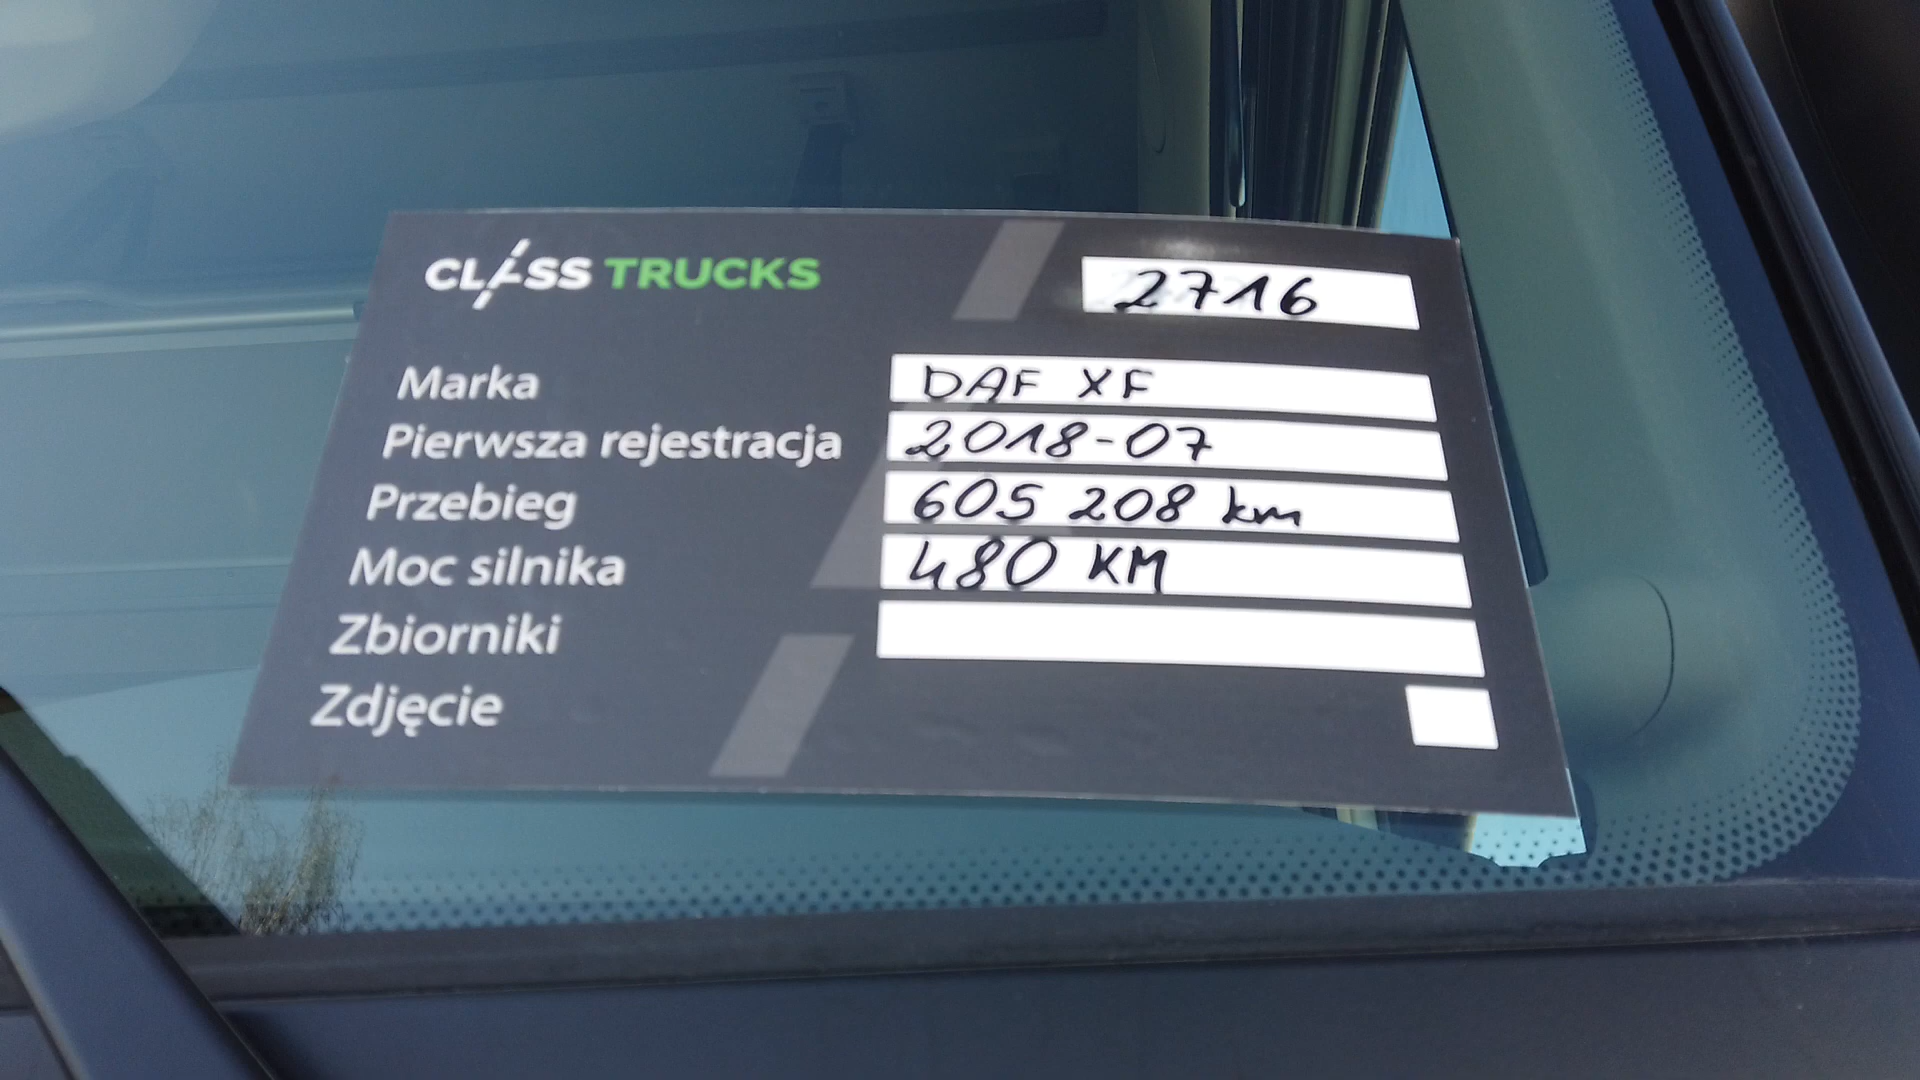 CLASS TRUCKS 2716
Marka DAF XF
Pierwsza rejestracja 2018-07
Przebieg 605 208 km
Moc silnika 480 KM
Zbiorniki
Zdjęcie